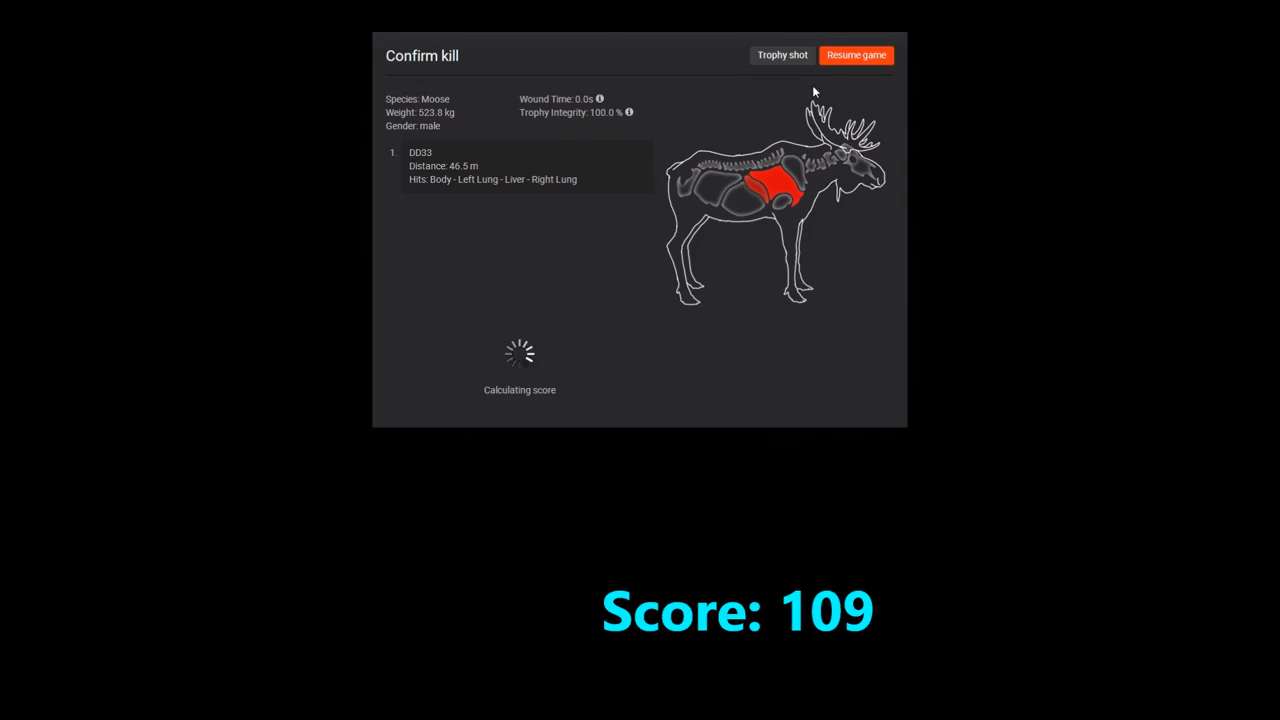 Confirm kill
Trophy shot
Resume game
Species: Moose
Weight: 523.8 kg
Gender: male
Wound Time: 0.0s
Trophy Integrity: 100.0 %
1. DD33
Distance: 46.5 m
Hits: Body - Left Lung - Liver - Right Lung
Calculating score
Score: 109